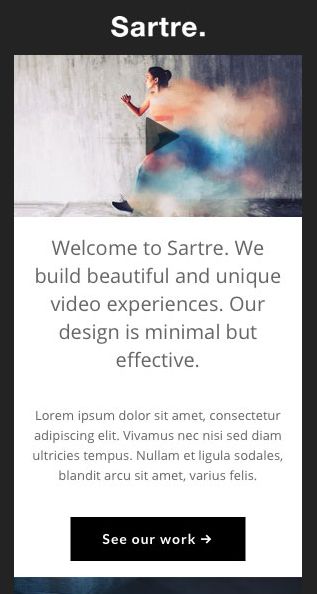 Sartre.
Welcome to Sartre. We
build beautiful and unique
video experiences. Our
design is minimal but
effective.
Lorem ipsum dolor sit amet, consectetur
adipiscing elit. Vivamus nec nisi sed diam
ultricies tempus. Nullam et ligula sodales,
blandit arcu sit amet, varius felis.
See our work →